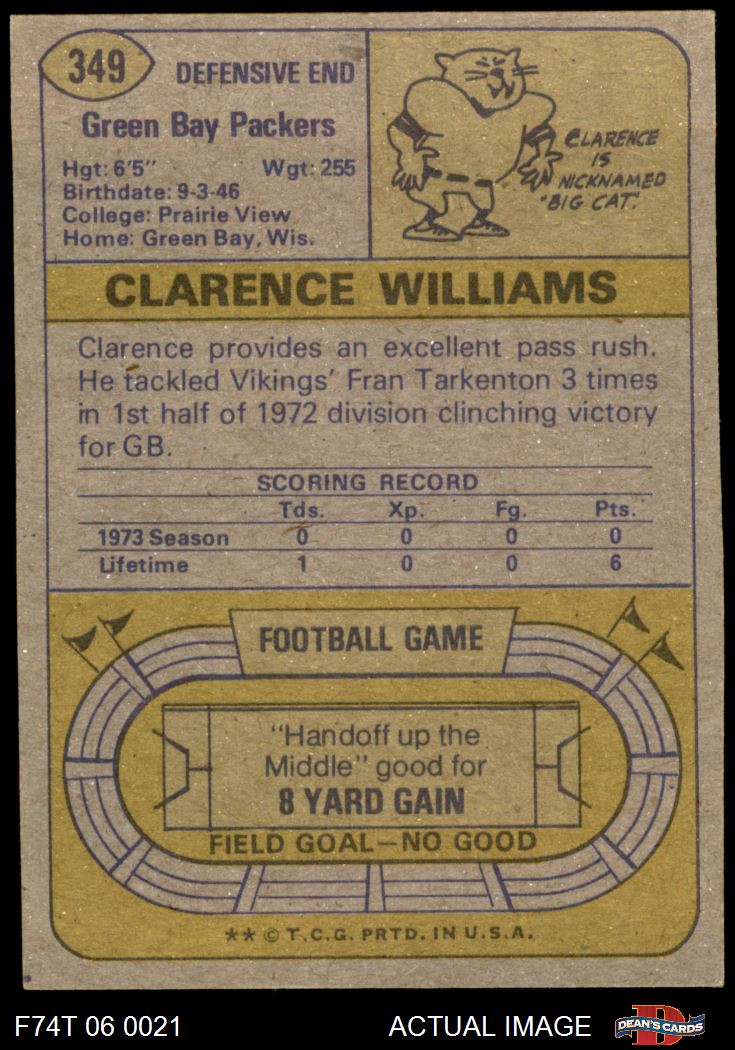 349
DEFENSIVE END
Green Bay Packers
Hgt: 6'5" Wgt: 255
Birthdate: 9-3-46
College: Prairie View
Home: Green Bay, Wis.
CLARENCE
IS
NICKNAMED
"BIG CAT."
CLARENCE WILLIAMS
Clarence provides an excellent pass rush.
He tackled Vikings' Fran Tarkenton 3 times
in 1st half of 1972 division clinching victory
for GB.
SCORING RECORD
Tds. Xp. Fg. Pts.
1973 Season 0 0 0 0
Lifetime 1 0 0 6
FOOTBALL GAME
"Handoff up the
Middle" good for
8 YARD GAIN
FIELD GOAL—NO GOOD
** © T.C.G. PRTD. IN U.S.A.
F74T 06 0021 ACTUAL IMAGE
DEAN'S CARDS